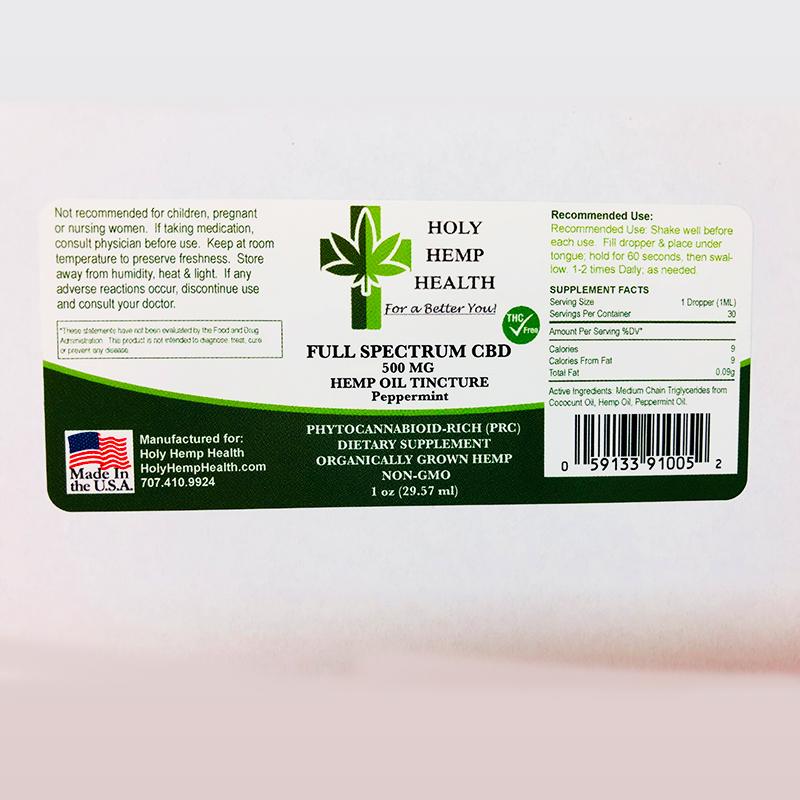 Not recommended for children, pregnant
or nursing women. If taking medication,
consult physician before use. Keep at room
temperature to preserve freshness. Store
away from humidity, heat & light. If any
adverse reactions occur, discontinue use
and consult your doctor.
*These statements have not been evaluated by the Food and Drug
Administration. This product is not intended to diagnose, treat, cure
or prevent any disease.
Made In
the U.S.A.
Manufactured for:
Holy Hemp Health
HolyHempHealth.com
707.410.9924
HOLY
HEMP
HEALTH
For a Better You!
THC
Free
FULL SPECTRUM CBD
500 MG
HEMP OIL TINCTURE
Peppermint
PHYTOCANNABIOID-RICH (PRC)
DIETARY SUPPLEMENT
ORGANICALLY GROWN HEMP
NON-GMO
1 oz (29.57 ml)
Recommended Use:
Recommended Use: Shake well before
each use. Fill dropper & place under
tongue; hold for 60 seconds, then swal-
low. 1-2 times Daily; as needed.
SUPPLEMENT FACTS
Serving Size 1 Dropper (1ML)
Servings Per Container 30
Amount Per Serving %DV*
Calories 9
Calories From Fat 9
Total Fat 0.09g
Active Ingredients: Medium Chain Triglycerides from
Cococunt Oil, Hemp Oil, Peppermint Oil.
0 59133 91005 2